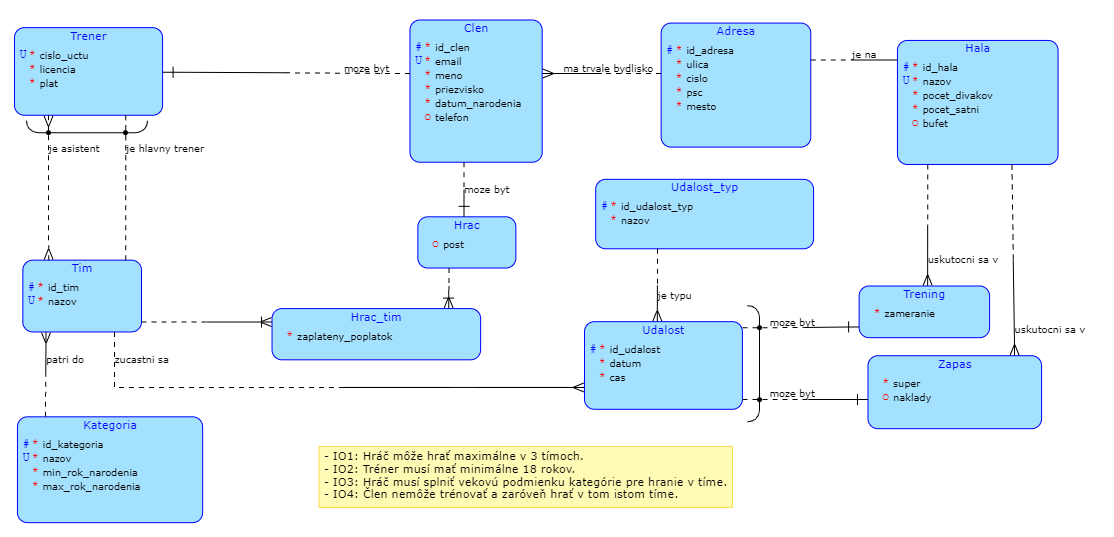 Trener
U * cislo_uctu
* licencia
* plat
moze byt
Clen
# * id_clen
U * email
* meno
* priezvisko
* datum_narodenia
o telefon
ma trvale bydlisko
Adresa
# * id_adresa
* ulica
* cislo
* psc
* mesto
je na
Hala
# * id_hala
U * nazov
* pocet_divakov
* pocet_satni
o bufet
je asistent
je hlavny trener
moze byt
Hrac
o post
Udalost_typ
# * id_udalost_typ
* nazov
uskutocni sa v
uskutocni sa v
Tim
# * id_tim
U * nazov
Hrac_tim
* zaplateny_poplatok
je typu
Udalost
# * id_udalost
* datum
* cas
moze byt
moze byt
Trening
* zameranie
Zapas
* super
o naklady
patri do
zucastni sa
Kategoria
# * id_kategoria
U * nazov
* min_rok_narodenia
* max_rok_narodenia
- IO1: Hráč môže hrať maximálne v 3 tímoch.
- IO2: Tréner musí mať minimálne 18 rokov.
- IO3: Hráč musí splniť vekovú podmienku kategórie pre hranie v tíme.
- IO4: Člen nemôže trénovať a zaróveň hrať v tom istom tíme.